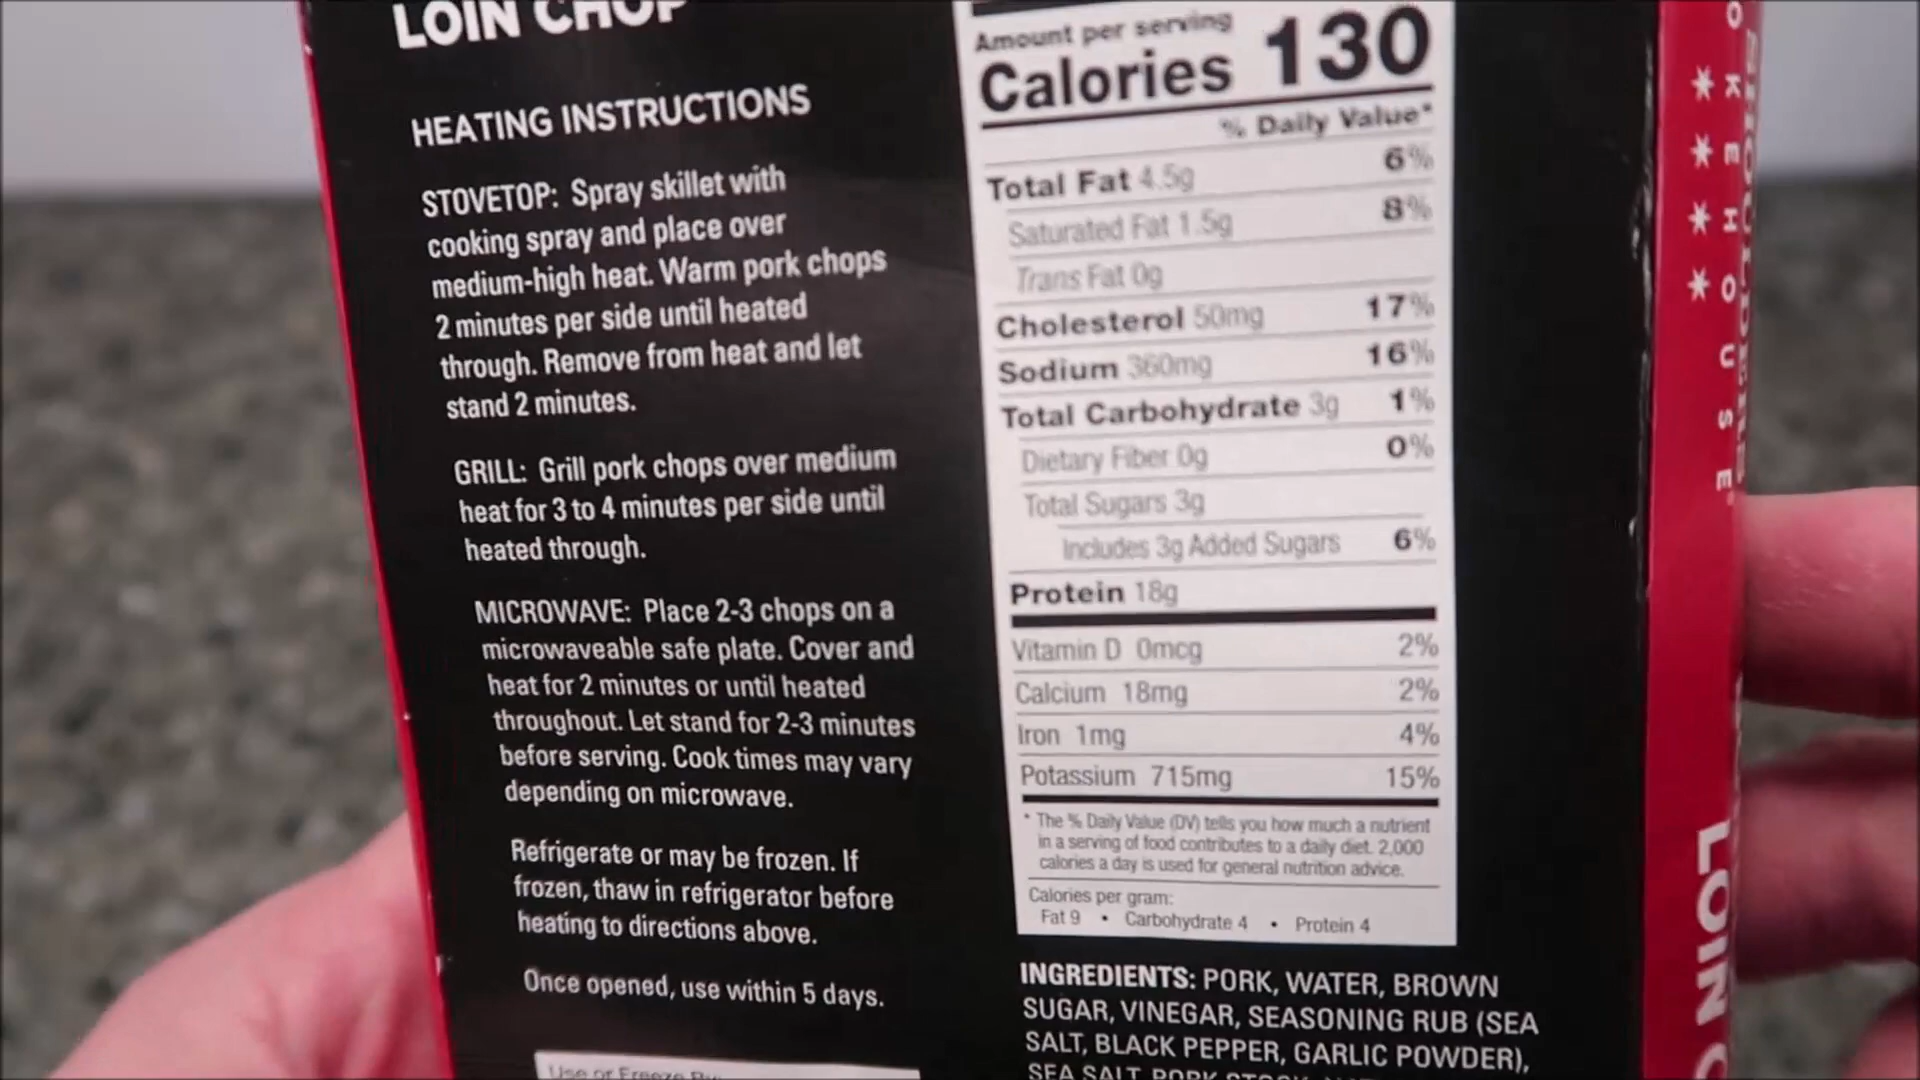 LOIN CHOP
HEATING INSTRUCTIONS
STOVETOP: Spray skillet with
cooking spray and place over
medium-high heat. Warm pork chops
2 minutes per side until heated
through. Remove from heat and let
stand 2 minutes.
GRILL: Grill pork chops over medium
heat for 3 to 4 minutes per side until
heated through.
MICROWAVE: Place 2-3 chops on a
microwaveable safe plate. Cover and
heat for 2 minutes or until heated
throughout. Let stand for 2-3 minutes
before serving. Cook times may vary
depending on microwave.
Refrigerate or may be frozen. If
frozen, thaw in refrigerator before
heating to directions above.
Once opened, use within 5 days.
Use or Freeze By
Amount per serving
Calories 130
% Daily Value*
Total Fat 4.5g 6%
Saturated Fat 1.5g 8%
Trans Fat 0g
Cholesterol 50mg 17%
Sodium 360mg 16%
Total Carbohydrate 3g 1%
Dietary Fiber 0g 0%
Total Sugars 3g
Includes 3g Added Sugars 6%
Protein 18g
Vitamin D 0mcg 2%
Calcium 18mg 2%
Iron 1mg 4%
Potassium 715mg 15%
* The % Daily Value (DV) tells you how much a nutrient
in a serving of food contributes to a daily diet. 2,000
calories a day is used for general nutrition advice.
Calories per gram:
Fat 9 • Carbohydrate 4 • Protein 4
INGREDIENTS: PORK, WATER, BROWN
SUGAR, VINEGAR, SEASONING RUB (SEA
SALT, BLACK PEPPER, GARLIC POWDER),
SEA SALT, PORK
LOIN